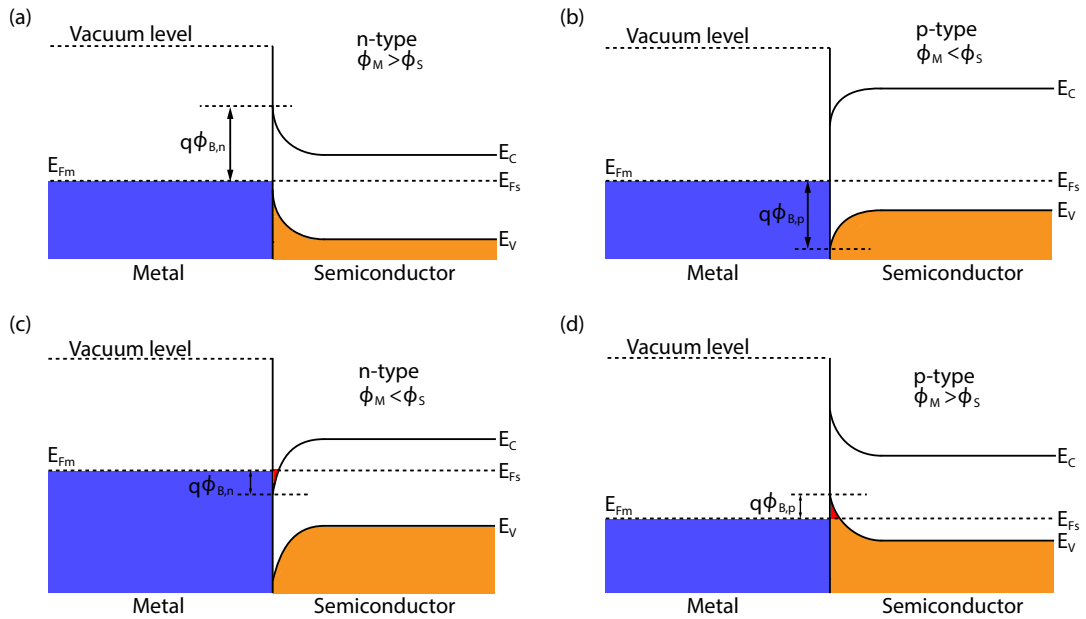 (a)
Vacuum level
n-type
ϕM >ϕS
qϕB,n
EC
EFm
EFs
EV
Metal
Semiconductor
(b)
Vacuum level
p-type
ϕM <ϕS
EC
EFm
EFs
qϕB,p
EV
Metal
Semiconductor
(c)
Vacuum level
n-type
ϕM <ϕS
EC
EFm
EFs
qϕB,n
EV
Metal
Semiconductor
(d)
Vacuum level
p-type
ϕM >ϕS
EC
qϕB,p
EFm
EFs
EV
Metal
Semiconductor